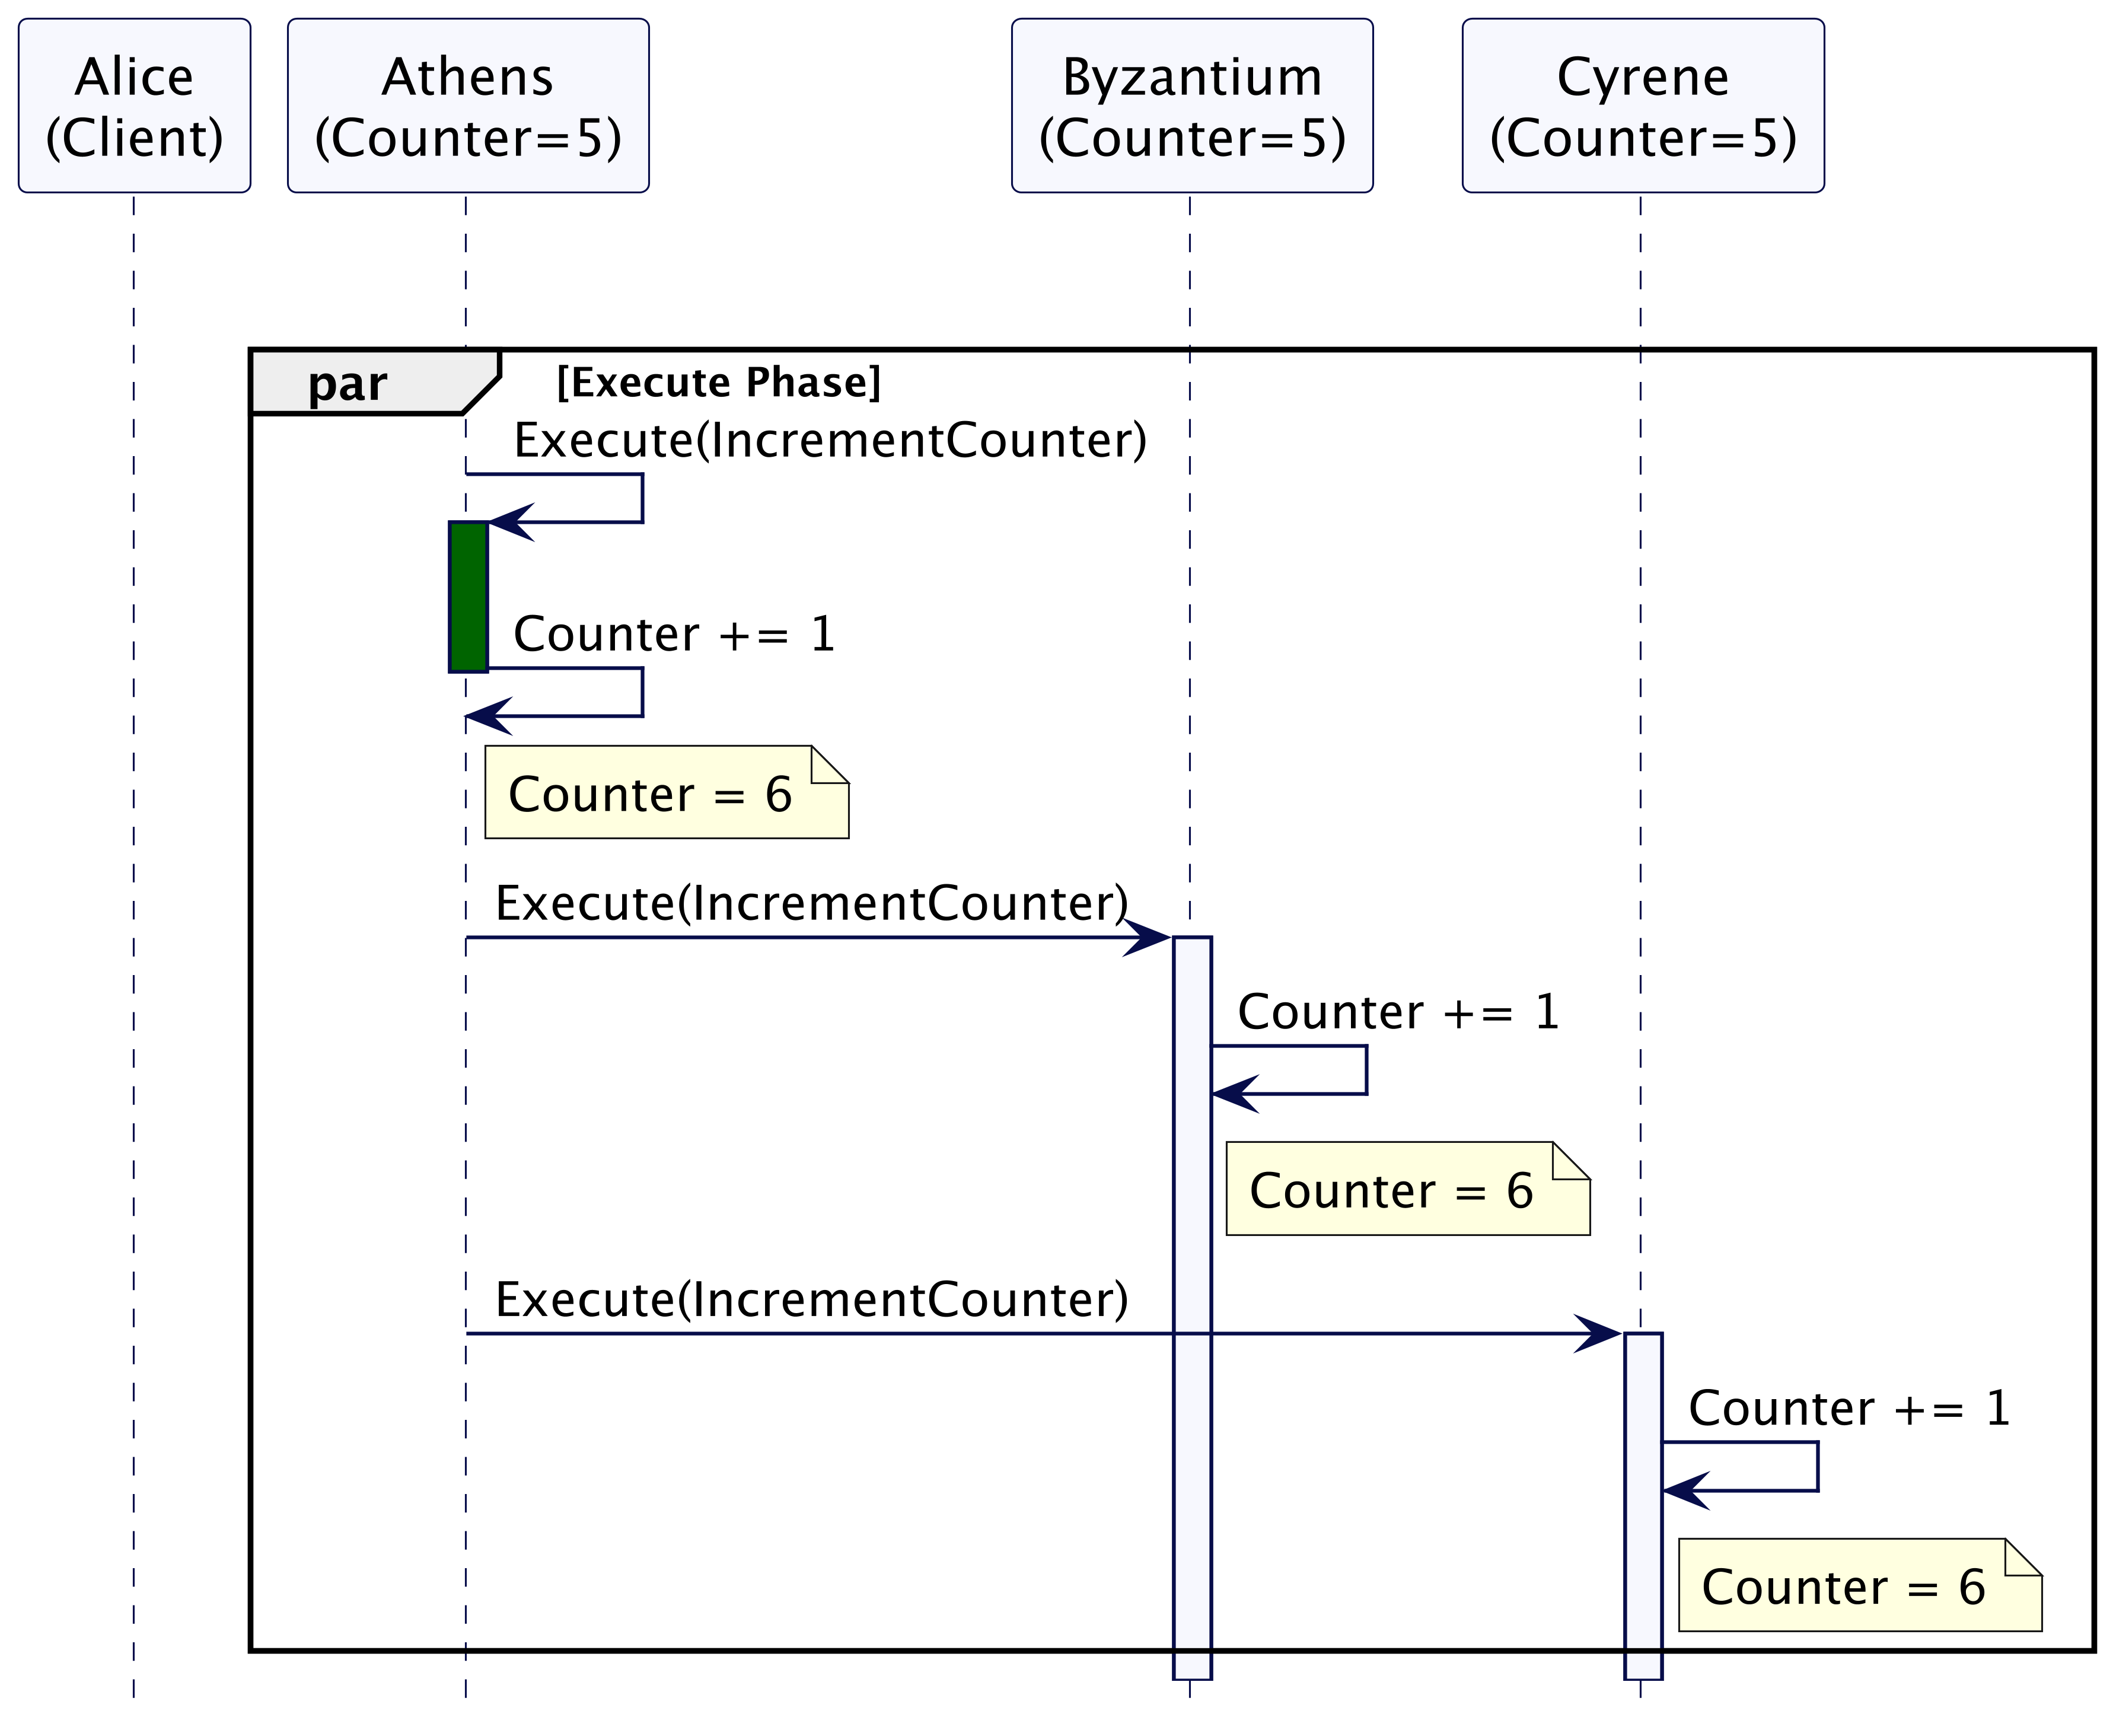 Alice
(Client)
Athens
(Counter=5)
Byzantium
(Counter=5)
Cyrene
(Counter=5)
par
[Execute Phase]
Execute(IncrementCounter)
Counter += 1
Counter = 6
Execute(IncrementCounter)
Counter += 1
Counter = 6
Execute(IncrementCounter)
Counter += 1
Counter = 6